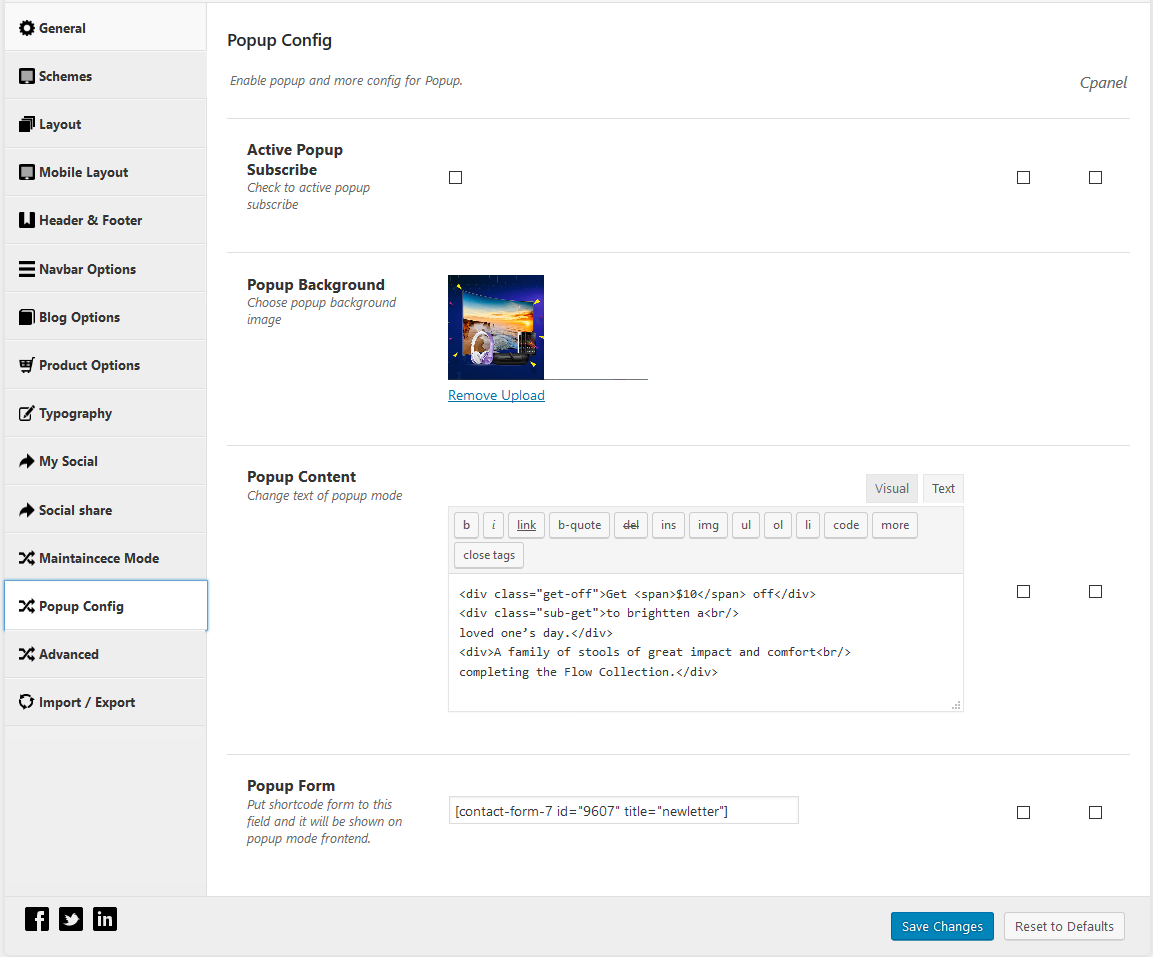 General
Schemes
Layout
Mobile Layout
Header & Footer
Navbar Options
Blog Options
Product Options
Typography
My Social
Social share
Maintaincece Mode
Popup Config
Advanced
Import / Export
Popup Config
Enable popup and more config for Popup.
Cpanel
Active Popup
Subscribe
Check to active popup
subscribe
Popup Background
Choose popup background
image
Remove Upload
Popup Content
Change text of popup mode
Visual Text
b i link b-quote del ins img ul ol li code more
close tags
<div class="get-off">Get <span>$10</span> off</div>
<div class="sub-get">to brightten a<br/>
loved one’s day.</div>
<div>A family of stools of great impact and comfort<br/>
completing the Flow Collection.</div>
Popup Form
Put shortcode form to this
field and it will be shown on
popup mode frontend.
[contact-form-7 id="9607" title="newletter"]
in
Save Changes Reset to Defaults